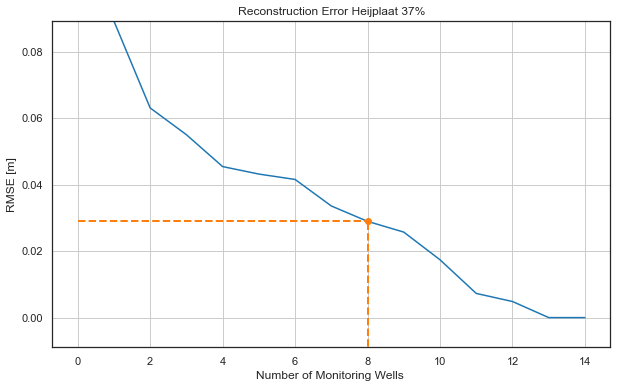 Reconstruction Error Heijplaat 37%
0.08
0.06
0.04
0.02
0.00
RMSE [m]
0 2 4 6 8 10 12 14
Number of Monitoring Wells